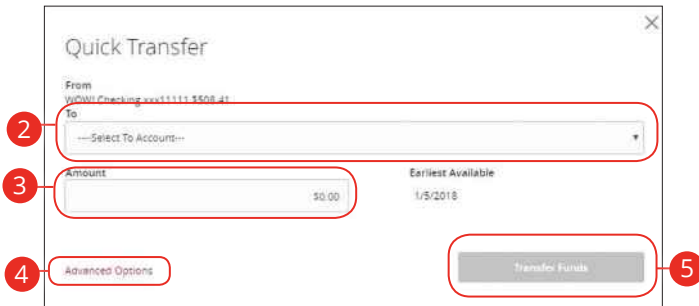 Quick Transfer
From
WOW! Checking xxx11111 $508.41
To
2
----Select To Account---
3
Amount
Earliest Available
$0.00
1/5/2018
4
Advanced Options
Transfer Funds
5